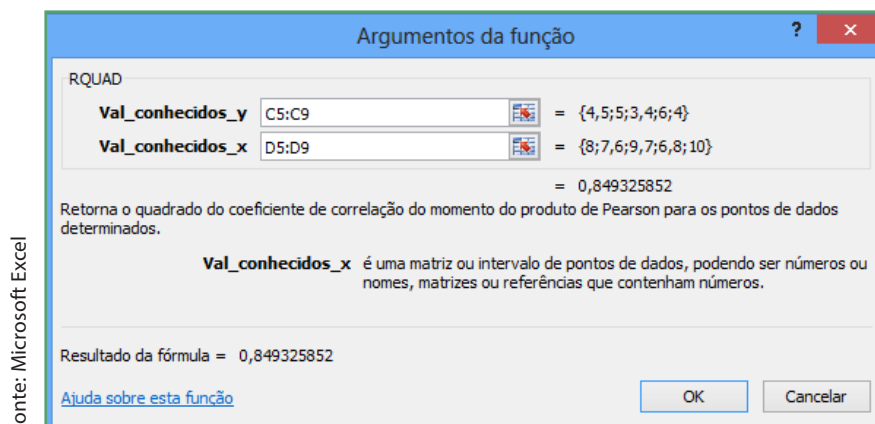 Argumentos da função
?
×
RQUAD
Val_conhecidos_y C5:C9 = {4,5;5;3,4;6;4}
Val_conhecidos_x D5:D9 = {8;7,6;9,7;6,8;10}
= 0,849325852
Retorna o quadrado do coeficiente de correlação do momento do produto de Pearson para os pontos de dados
determinados.
Val_conhecidos_x é uma matriz ou intervalo de pontos de dados, podendo ser números ou
nomes, matrizes ou referências que contenham números.
Resultado da fórmula = 0,849325852
Ajuda sobre esta função
OK
Cancelar
onte: Microsoft Excel